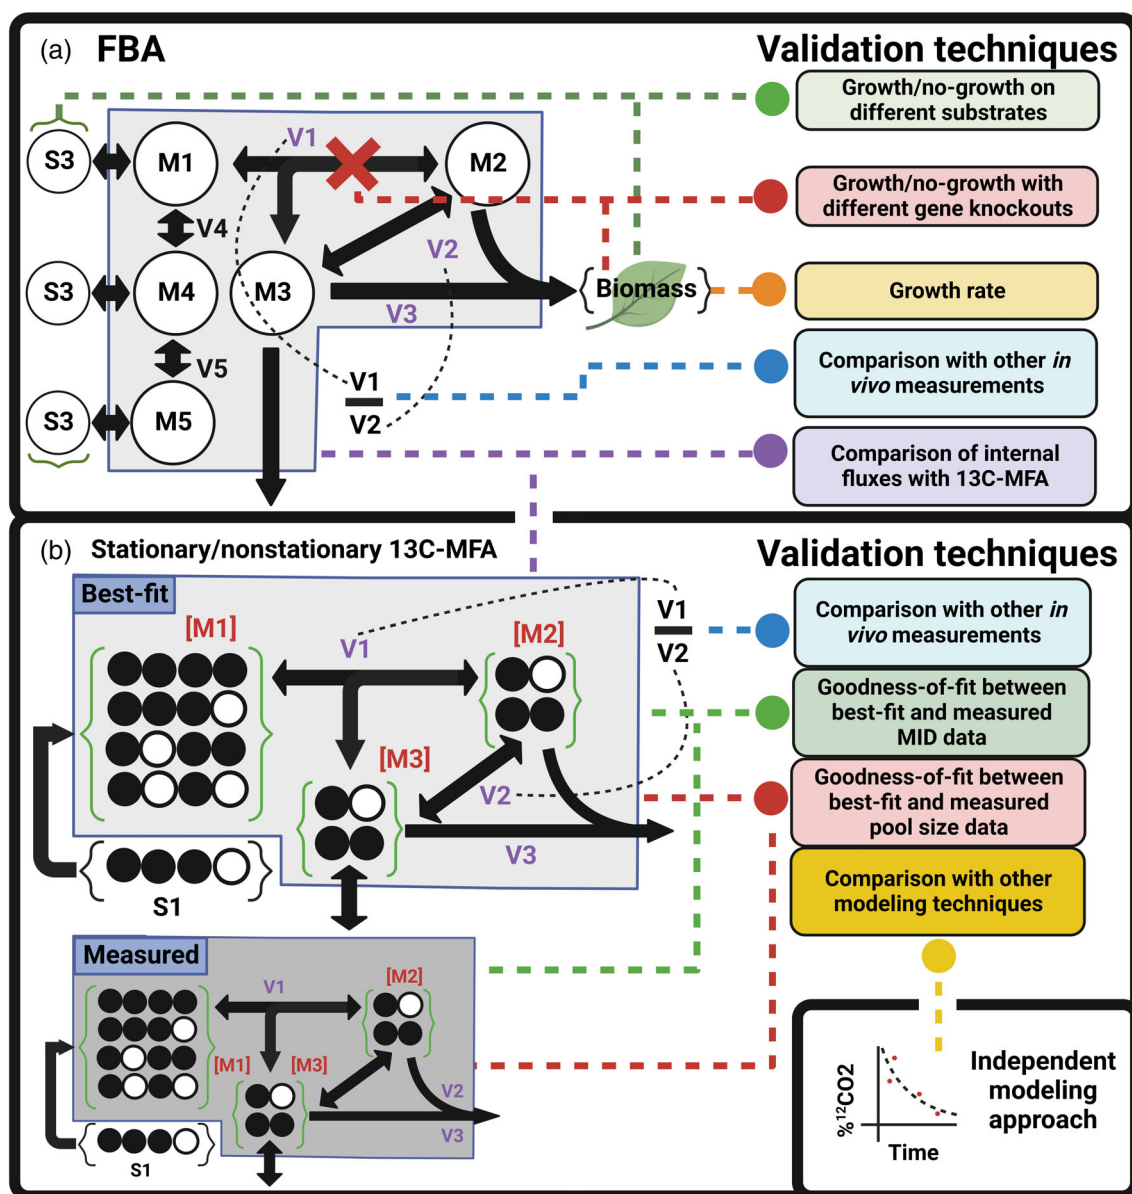 (a) FBA
Validation techniques
Growth/no-growth on
different substrates
Growth/no-growth with
different gene knockouts
Growth rate
Comparison with other in
vivo measurements
Comparison of internal
fluxes with 13C-MFA
V1
S3
M1
M2
V4
V2
S3
M4
M3
{Biomass}
V3
V5
V1
V2
S3
M5
(b) Stationary/nonstationary 13C-MFA
Validation techniques
Comparison with other in
vivo measurements
Goodness-of-fit between
best-fit and measured
MID data
Goodness-of-fit between
best-fit and measured
pool size data
Comparison with other
modeling techniques
Best-fit
[M1]
V1
[M2]
V1
V2
[M3]
V2
V3
S1
Measured
V1
[M2]
[M1]
[M3]
V2
V3
S1
%12CO2
Time
Independent
modeling
approach